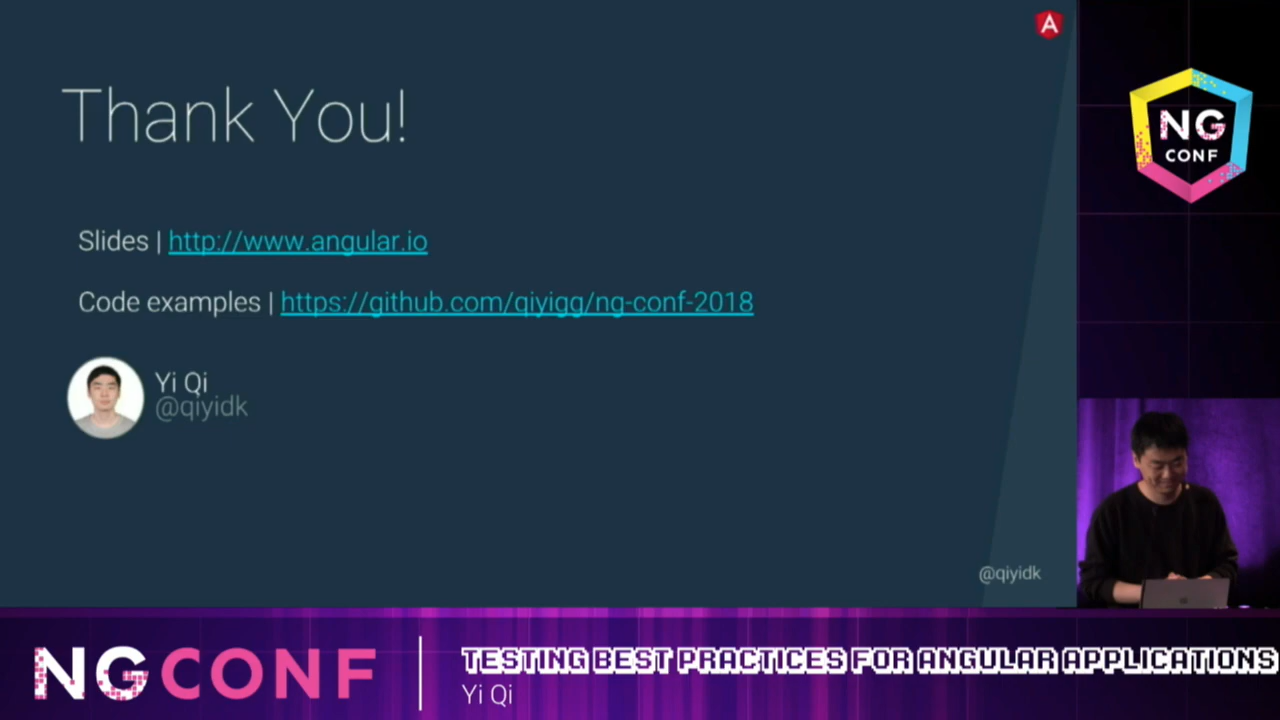 A
Thank You!
Slides | http://www.angular.io
Code examples | https://github.com/qiyigg/ng-conf-2018
Yi Qi
@qiyidk
@qiyidk
NG
CONF
NG CONF
TESTING BEST PRACTICES FOR ANGULAR APPLICATIONS
Yi Qi